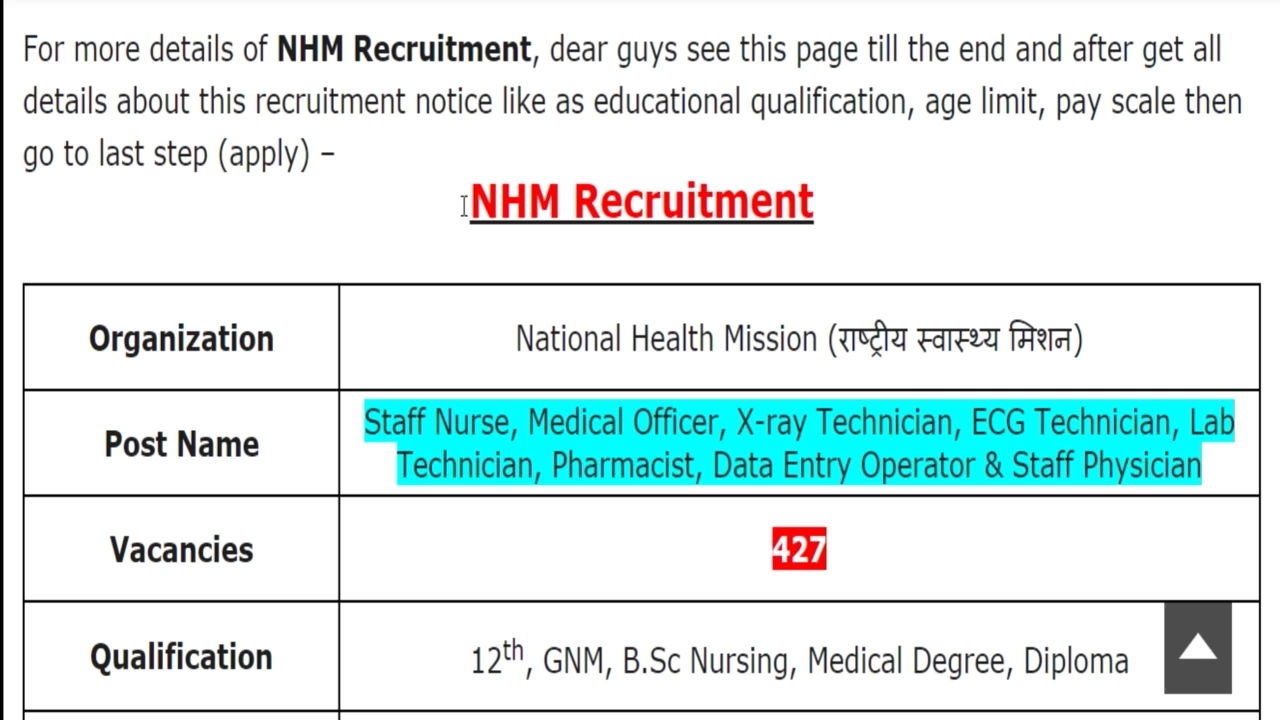 For more details of NHM Recruitment, dear guys see this page till the end and after get all
details about this recruitment notice like as educational qualification, age limit, pay scale then
go to last step (apply) –
NHM Recruitment
Organization
National Health Mission (राष्ट्रीय स्वास्थ्य मिशन)
Post Name
Staff Nurse, Medical Officer, X-ray Technician, ECG Technician, Lab
Technician, Pharmacist, Data Entry Operator & Staff Physician
Vacancies
427
Qualification
12th, GNM, B.Sc Nursing, Medical Degree, Diploma